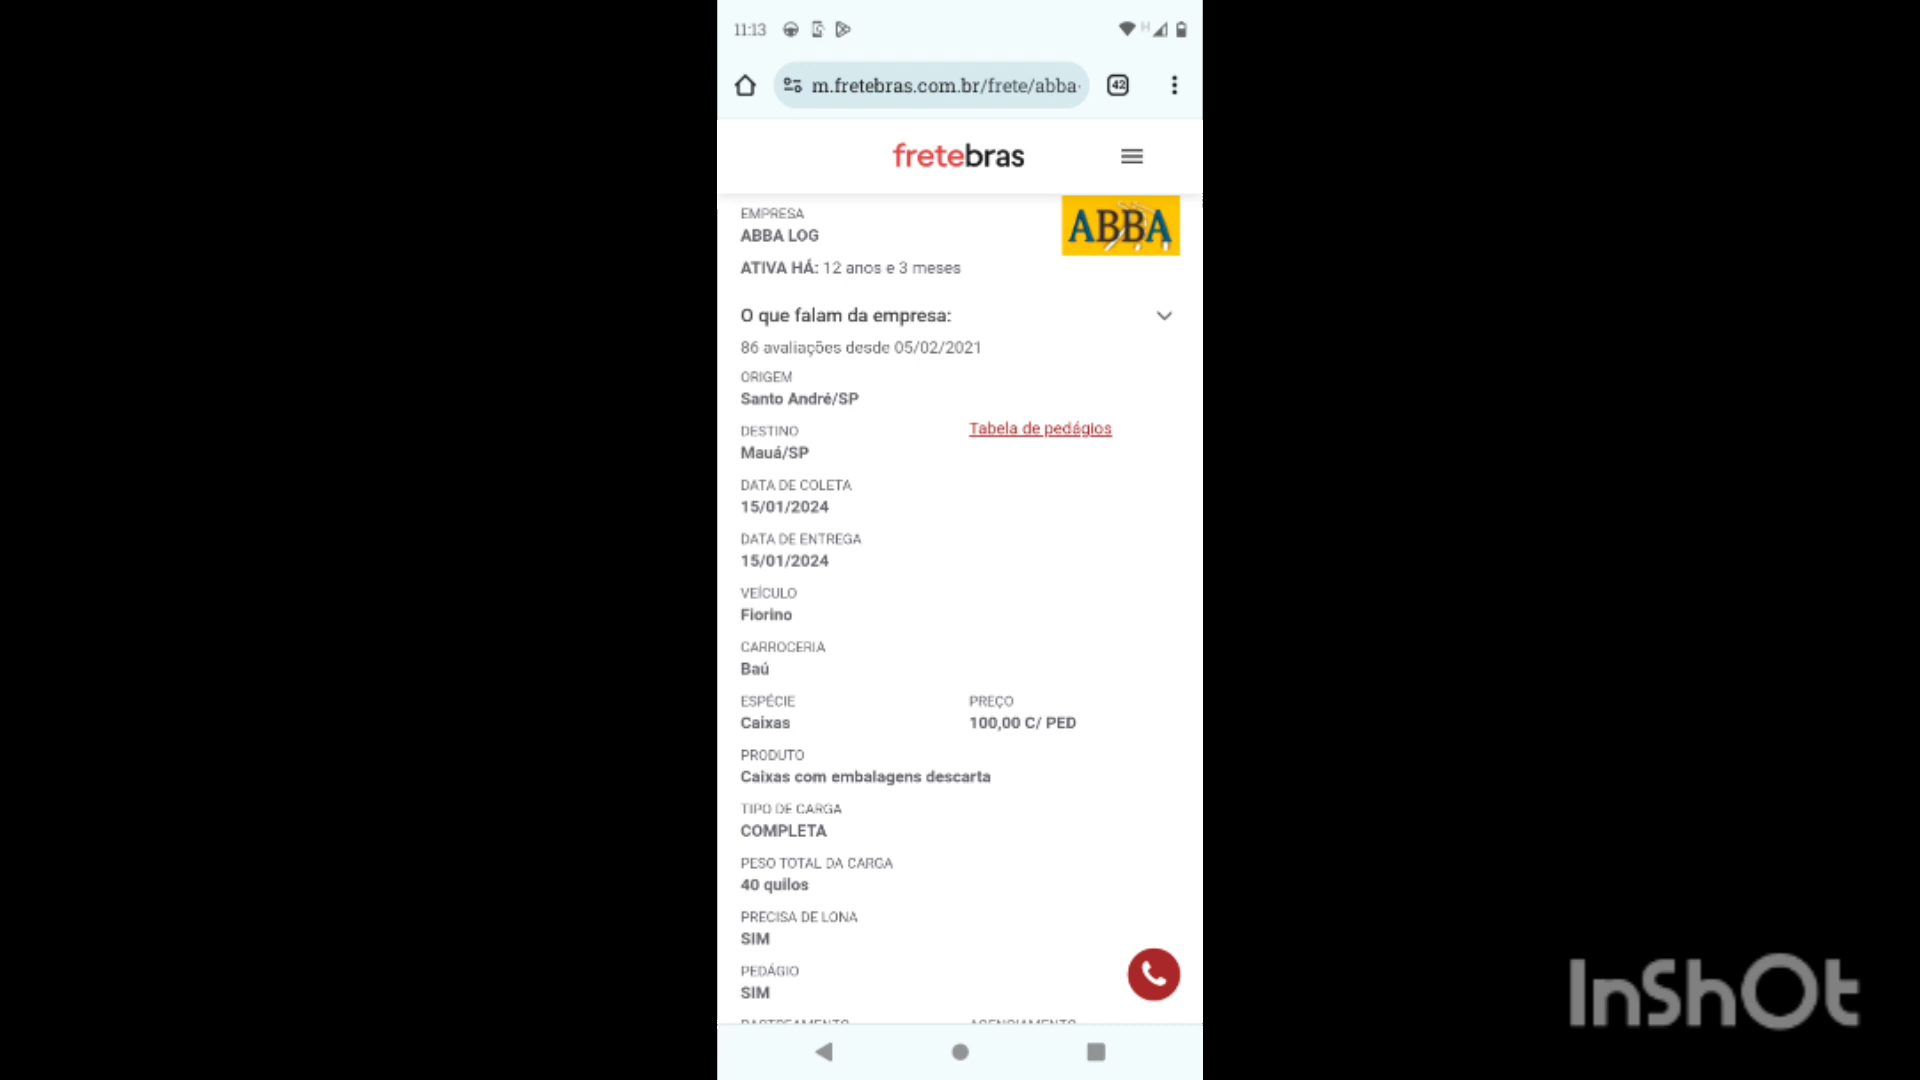 11:13
H
m.fretebras.com.br/frete/abba
42
fretebras
EMPRESA
ABBA LOG
ABBA
ATIVA HÁ: 12 anos e 3 meses
O que falam da empresa:
86 avaliações desde 05/02/2021
ORIGEM
Santo André/SP
DESTINO
Tabela de pedágios
Mauá/SP
DATA DE COLETA
15/01/2024
DATA DE ENTREGA
15/01/2024
VEÍCULO
Fiorino
CARROCERIA
Baú
ESPÉCIE PREÇO
Caixas 100,00 C/ PED
PRODUTO
Caixas com embalagens descarta
TIPO DE CARGA
COMPLETA
PESO TOTAL DA CARGA
40 quilos
PRECISA DE LONA
SIM
PEDÁGIO
SIM
RASTREAMENTO AGENCIAMENTO
InShOt